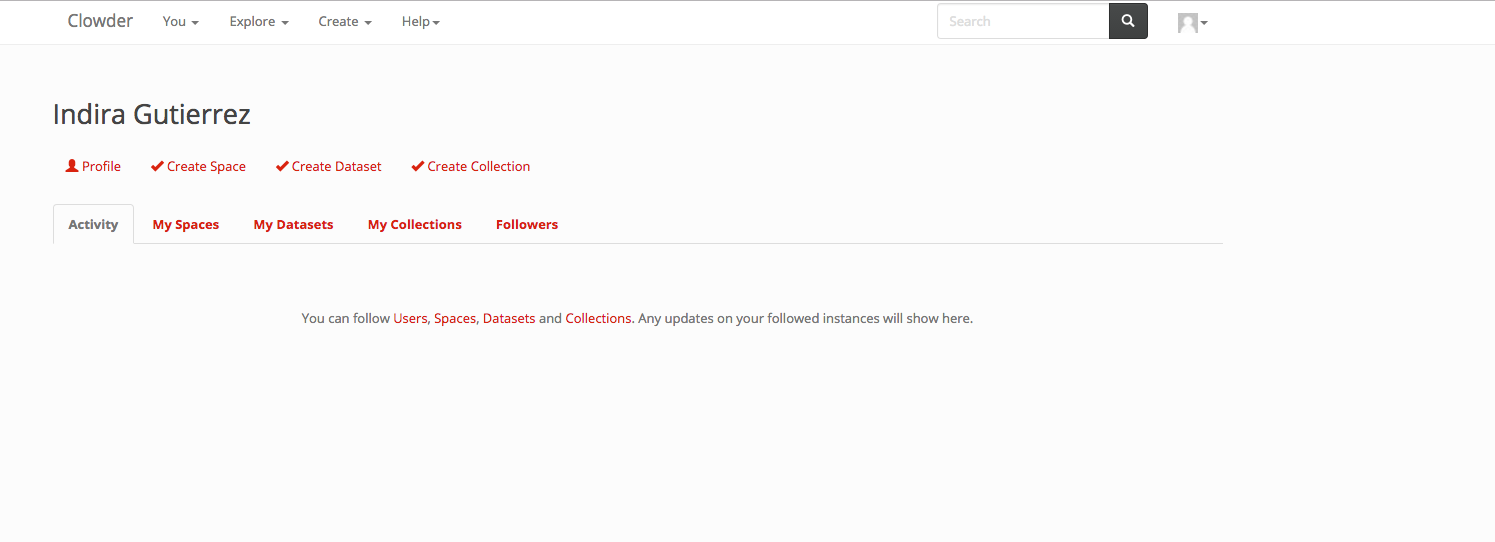 Clowder You Explore Create Help Search
Indira Gutierrez
Profile Create Space Create Dataset Create Collection
Activity My Spaces My Datasets My Collections Followers
You can follow Users, Spaces, Datasets and Collections. Any updates on your followed instances will show here.